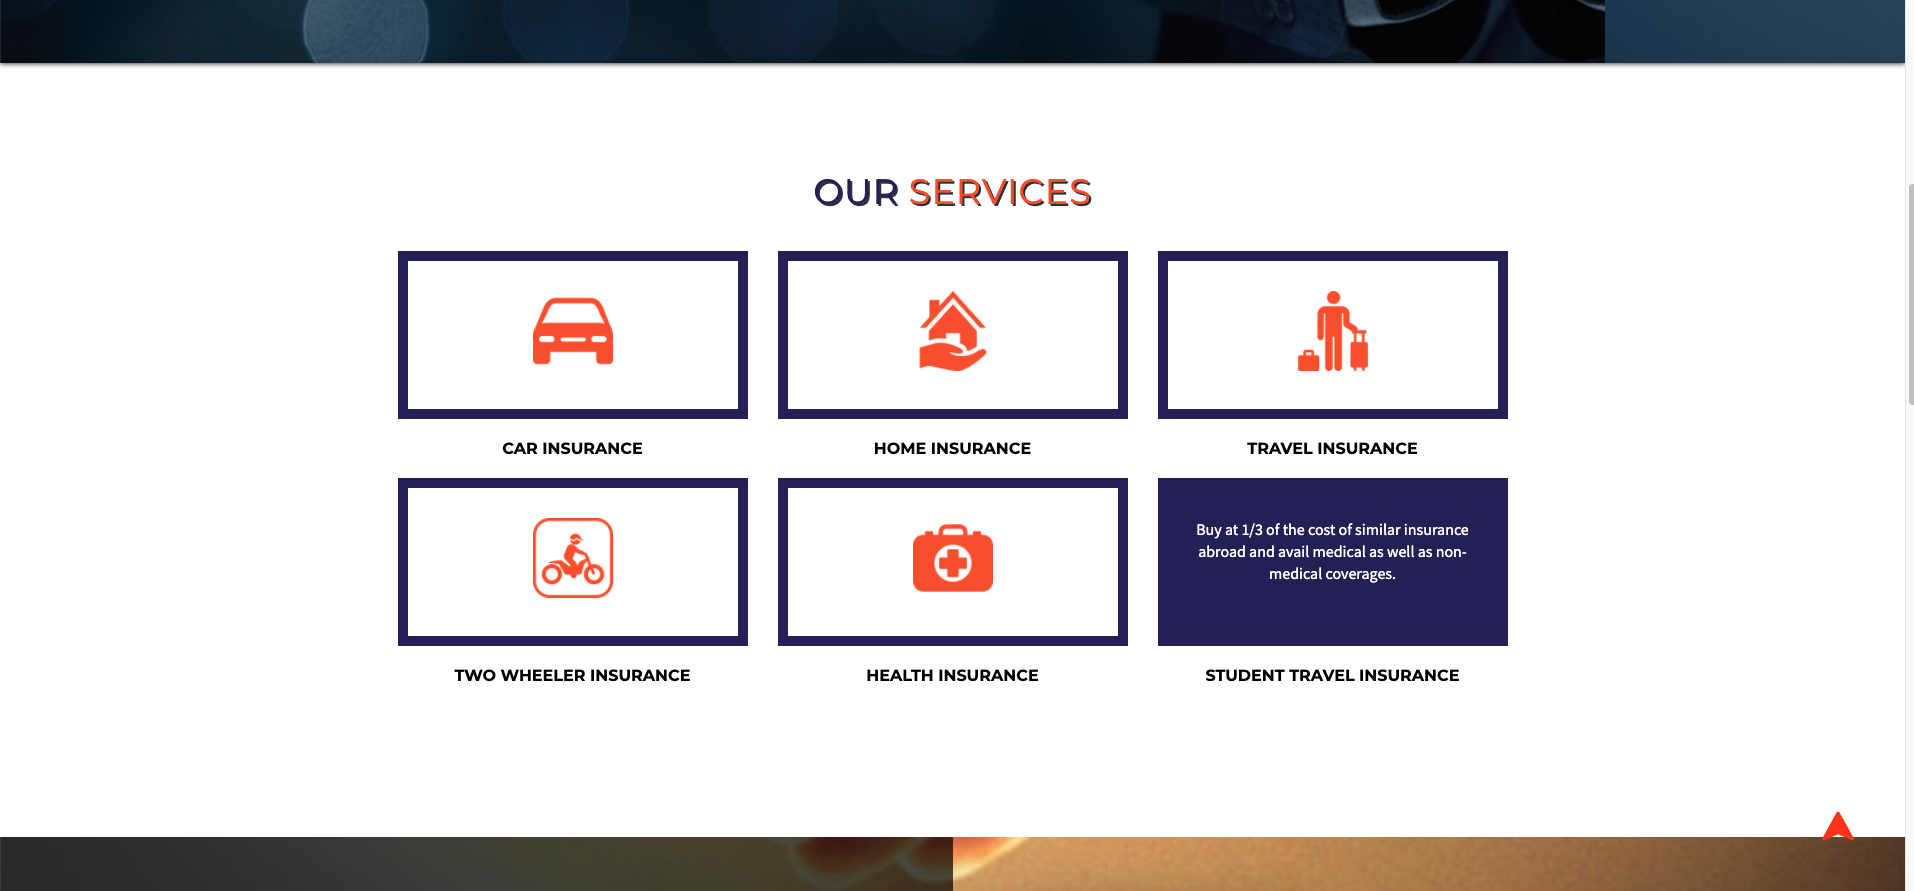 OUR SERVICES
CAR INSURANCE
HOME INSURANCE
TRAVEL INSURANCE
Buy at 1/3 of the cost of similar insurance
abroad and avail medical as well as non-
medical coverages.
TWO WHEELER INSURANCE
HEALTH INSURANCE
STUDENT TRAVEL INSURANCE